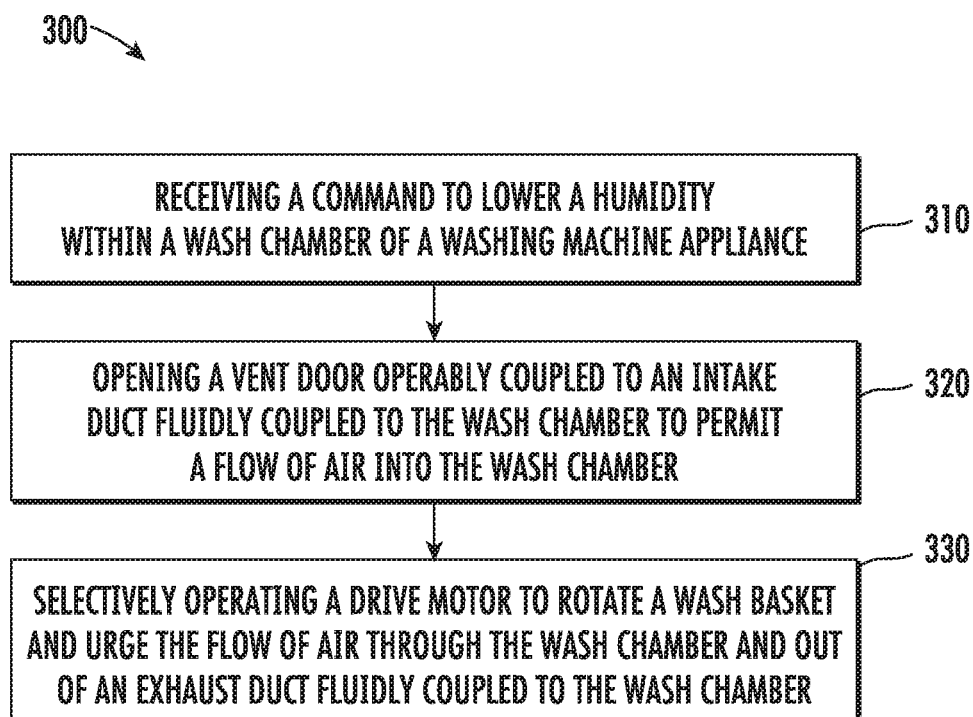 300
RECEIVING A COMMAND TO LOWER A HUMIDITY
WITHIN A WASH CHAMBER OF A WASHING MACHINE APPLIANCE
310
OPENING A VENT DOOR OPERABLY COUPLED TO AN INTAKE
DUCT FLUIDLY COUPLED TO THE WASH CHAMBER TO PERMIT
A FLOW OF AIR INTO THE WASH CHAMBER
320
SELECTIVELY OPERATING A DRIVE MOTOR TO ROTATE A WASH BASKET
AND URGE THE FLOW OF AIR THROUGH THE WASH CHAMBER AND OUT
OF AN EXHAUST DUCT FLUIDLY COUPLED TO THE WASH CHAMBER
330